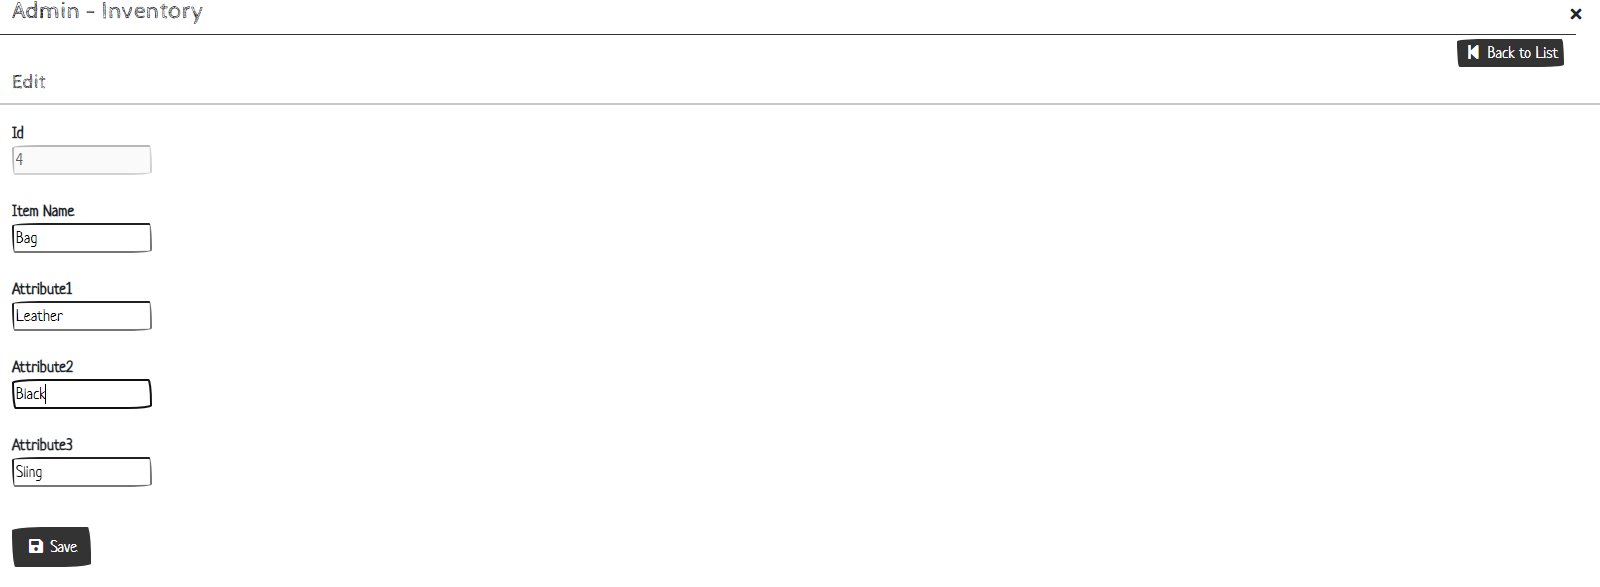 Admin - Inventory
Back to List
Edit
Id
4
Item Name
Bag
Attribute1
Leather
Attribute2
Black
Attribute3
Sling
Save